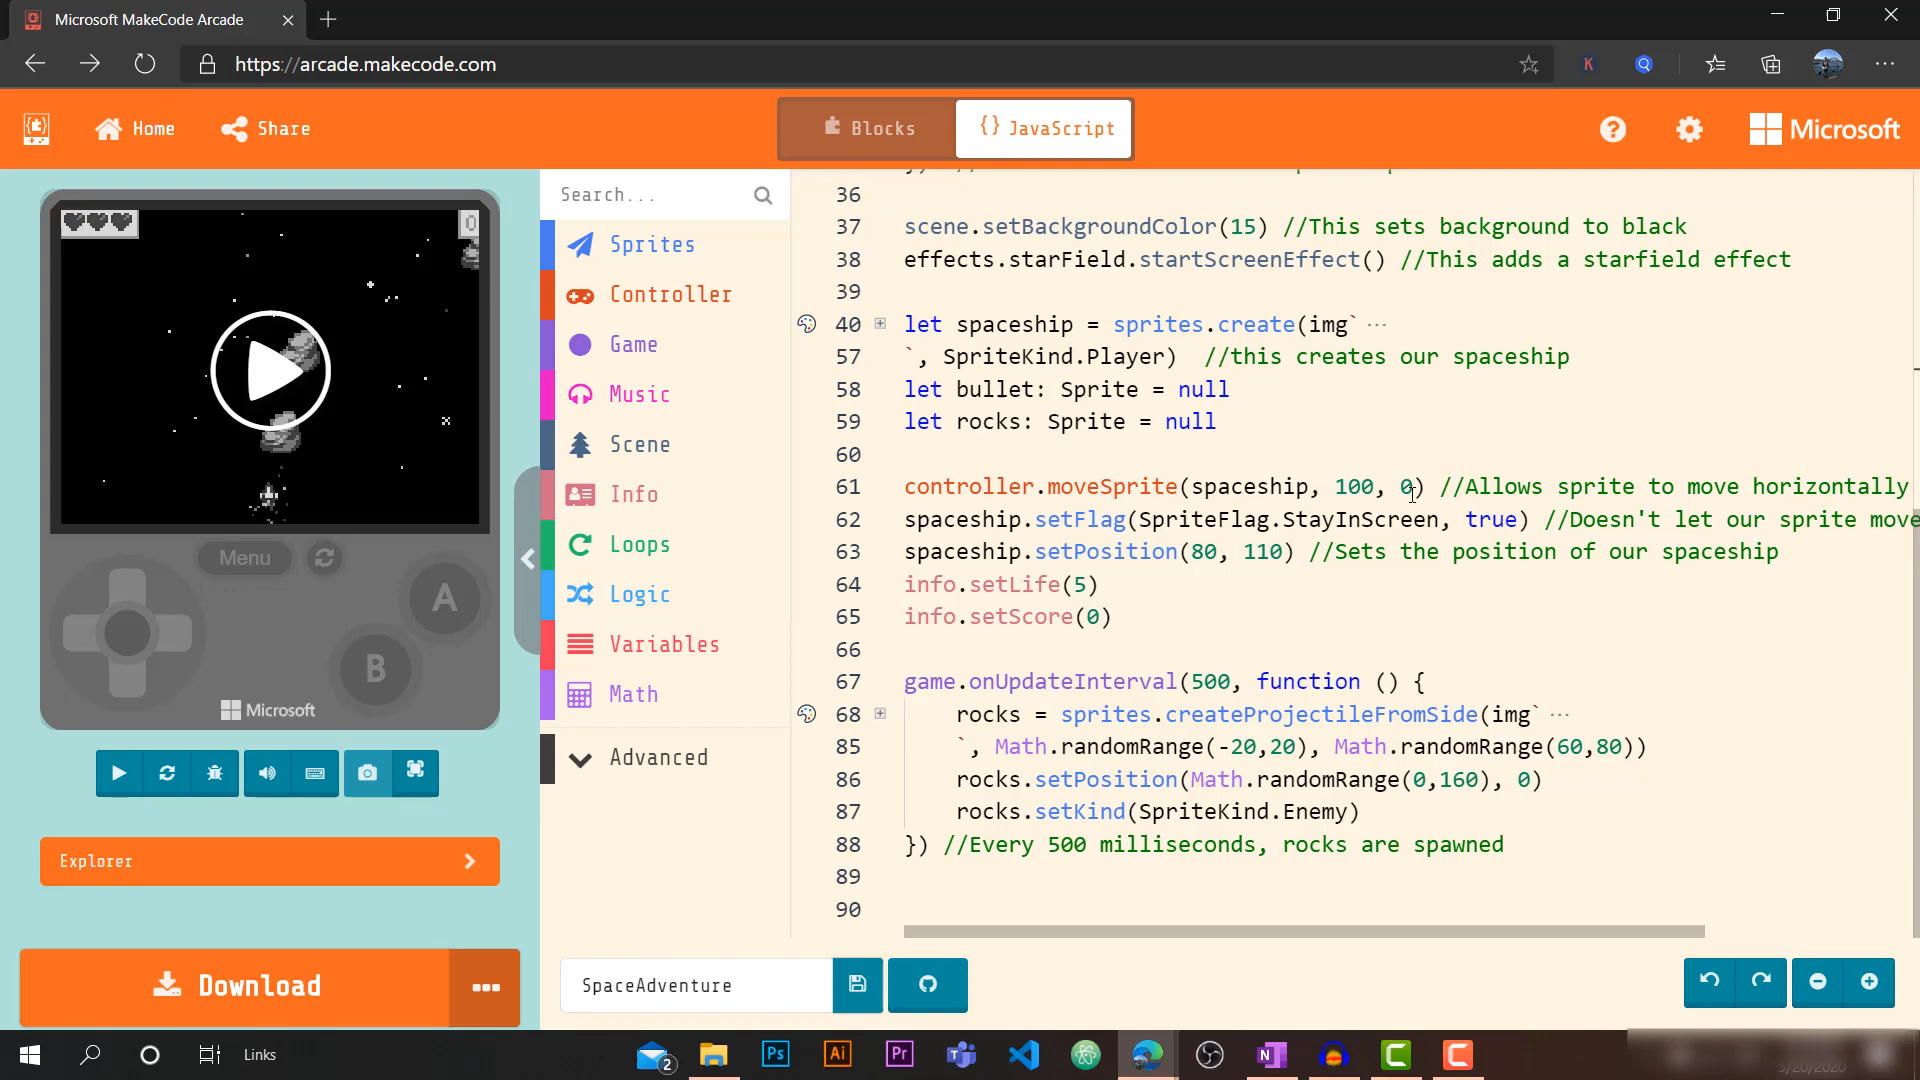 Microsoft MakeCode Arcade
https://arcade.makecode.com
Home
Share
Blocks
{} JavaScript
Microsoft
0
Menu
A
B
Microsoft
Explorer
Download
Search...
Sprites
Controller
Game
Music
Scene
Info
Loops
Logic
Variables
Math
Advanced
36
37 scene.setBackgroundColor(15) //This sets background to black
38 effects.starField.startScreenEffect() //This adds a starfield effect
39
40 let spaceship = sprites.create(img` ...
57 `, SpriteKind.Player)  //this creates our spaceship
58 let bullet: Sprite = null
59 let rocks: Sprite = null
60
61 controller.moveSprite(spaceship, 100, 0) //Allows sprite to move horizontally
62 spaceship.setFlag(SpriteFlag.StayInScreen, true) //Doesn't let our sprite move
63 spaceship.setPosition(80, 110) //Sets the position of our spaceship
64 info.setLife(5)
65 info.setScore(0)
66
67 game.onUpdateInterval(500, function () {
68 rocks = sprites.createProjectileFromSide(img` ...
85 `, Math.randomRange(-20,20), Math.randomRange(60,80))
86 rocks.setPosition(Math.randomRange(0,160), 0)
87 rocks.setKind(SpriteKind.Enemy)
88 }) //Every 500 milliseconds, rocks are spawned
89
90
SpaceAdventure
Links
2
Ps
Ai
Pr